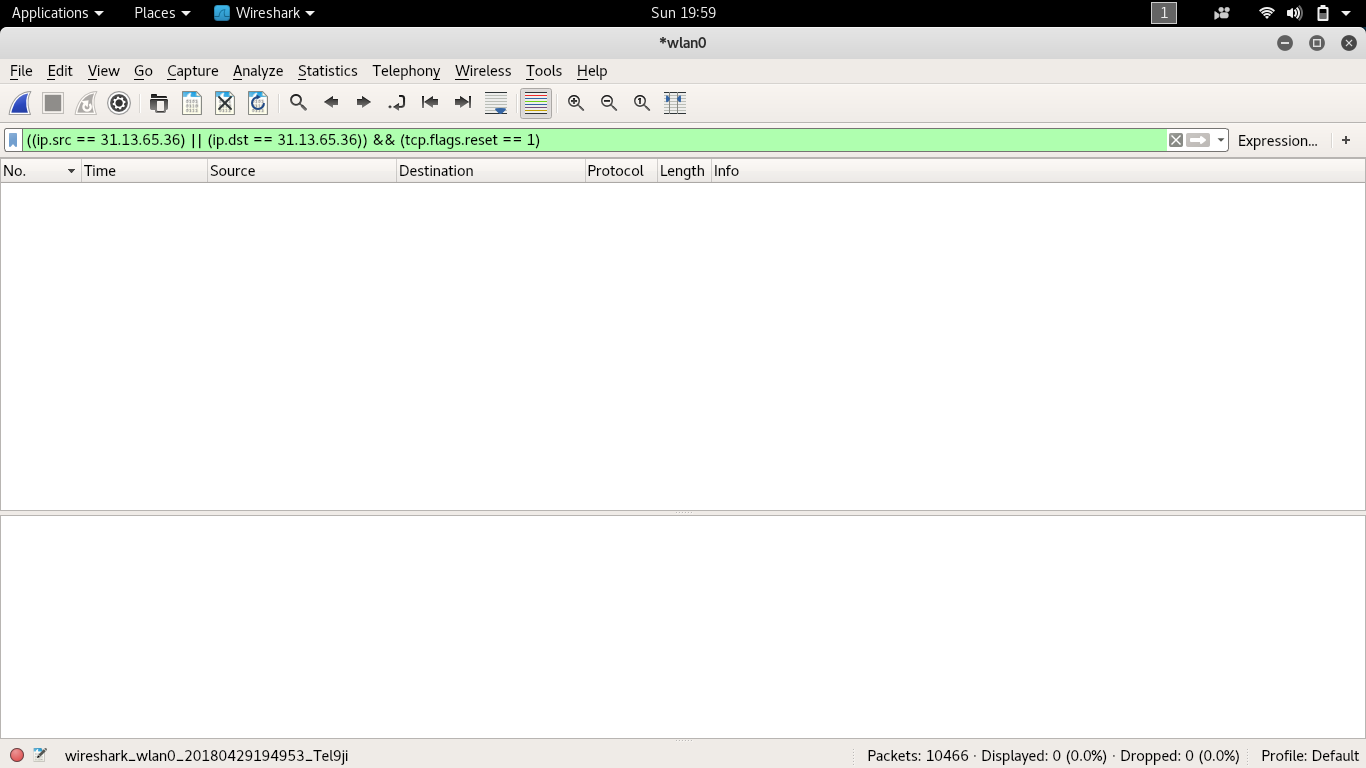 Applications Places Wireshark Sun 19:59 1
*wlan0
File Edit View Go Capture Analyze Statistics Telephony Wireless Tools Help
((ip.src == 31.13.65.36) || (ip.dst == 31.13.65.36)) && (tcp.flags.reset == 1) Expression... +
No. Time Source Destination Protocol Length Info
wireshark_wlan0_20180429194953_Tel9ji Packets: 10466 · Displayed: 0 (0.0%) · Dropped: 0 (0.0%) Profile: Default